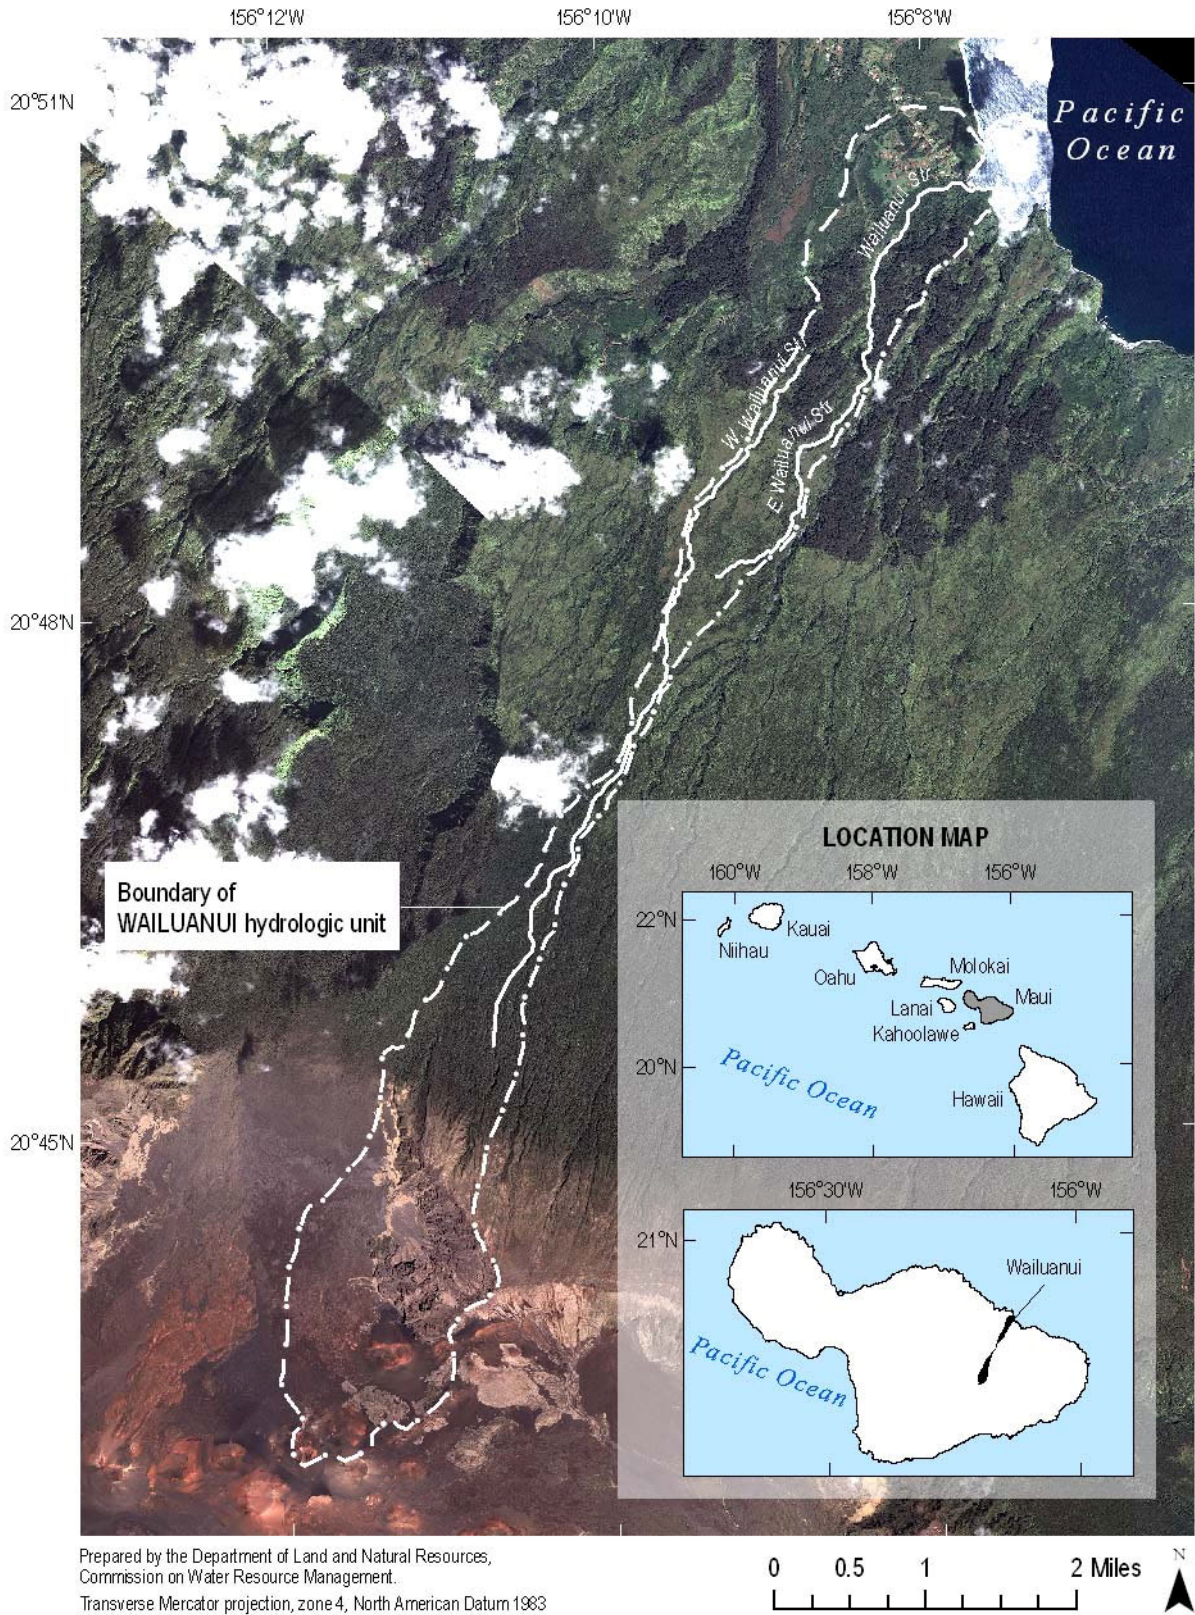 156°12'W
156°10'W
156°8'W
20°51'N
Pacific
Ocean
Wailuanui Str
W Wailuanui Str
E Wailuanui Str
20°48'N
LOCATION MAP
160°W
158°W
156°W
22°N
Kauai
Niihau
Oahu
Molokai
Lanai
Maui
Kahoolawe
20°N
Pacific Ocean
Hawaii
Boundary of
WAILUANUI hydrologic unit
20°45'N
156°30'W
156°W
21°N
Wailuanui
Pacific Ocean
Prepared by the Department of Land and Natural Resources,
Commission on Water Resource Management.
Transverse Mercator projection, zone 4, North American Datum 1983
0 0.5 1 2 Miles
N